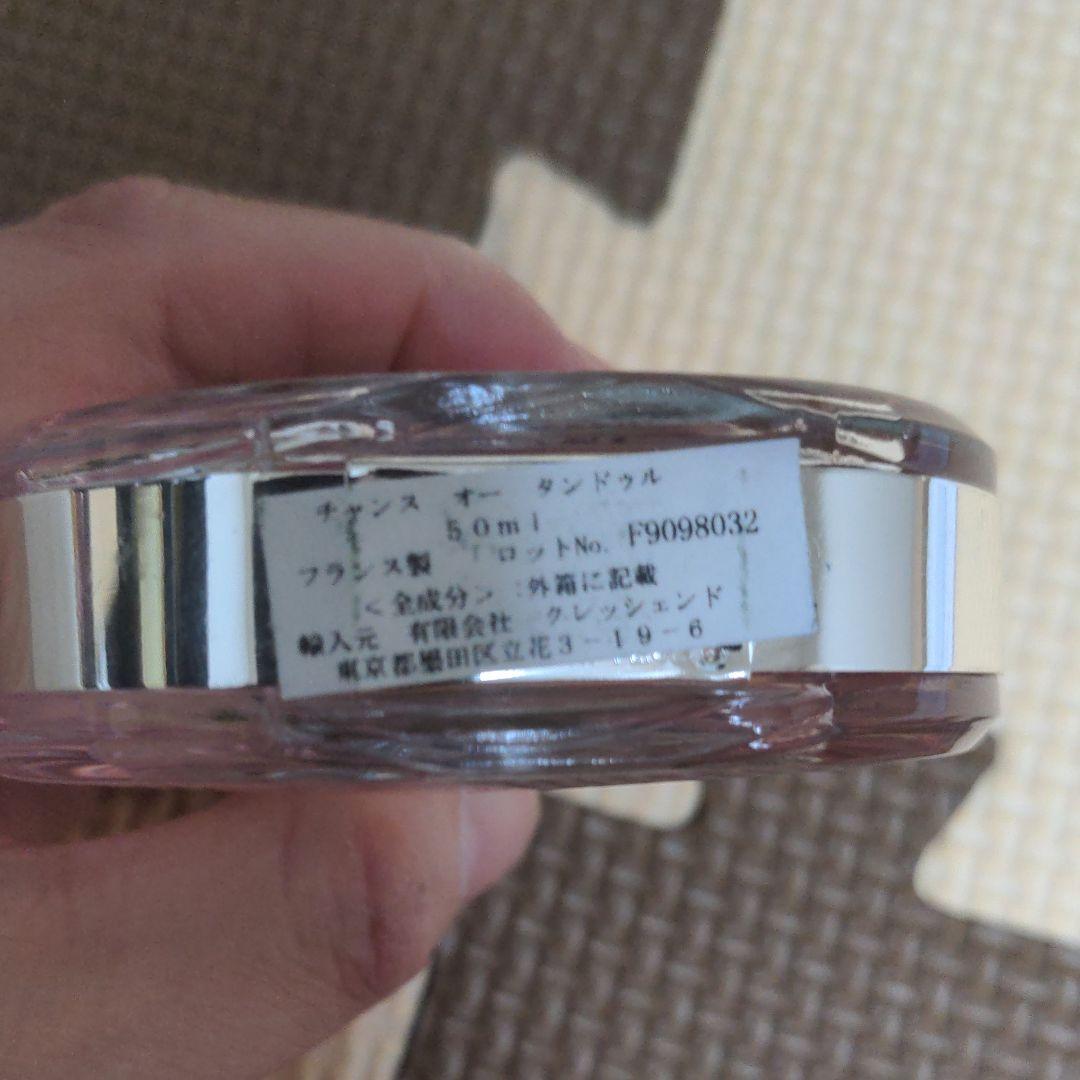 チャンス オー タンドゥル
50ml
フランス製 ロットNo. F9098032
<全成分> :外箱に記載
輸入元 有限会社 クレッシェンド
東京都墨田区立花3-19-6